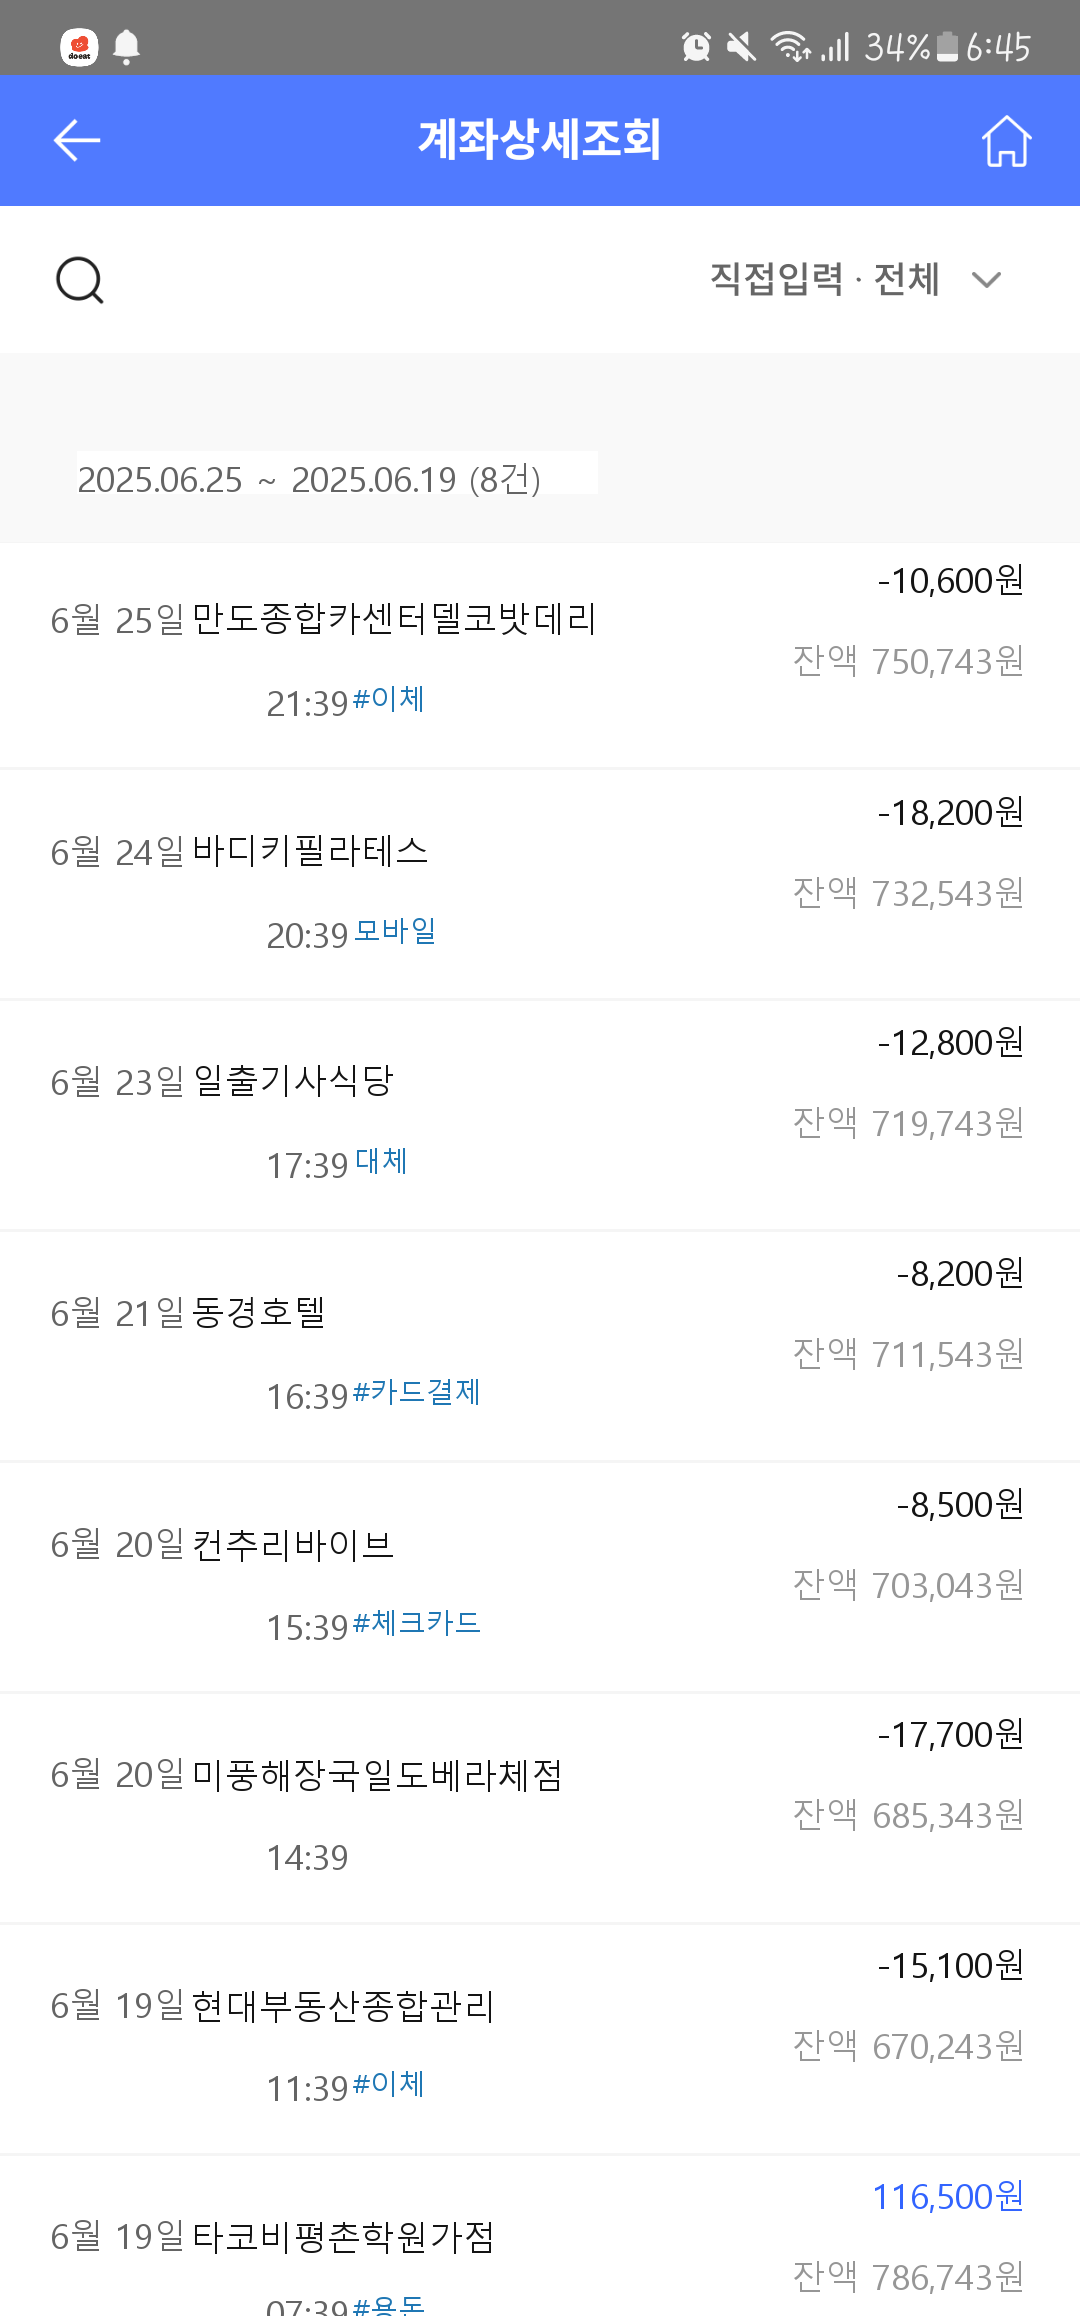 doeat
34% 6:45
계좌상세조회
직접입력 · 전체
2025.06.25 ~ 2025.06.19 (8건)
-10,600원
6월 25일 만도종합카센터델코밧데리
잔액 750,743원
21:39 #이체
-18,200원
6월 24일 바디키필라테스
잔액 732,543원
20:39 모바일
-12,800원
6월 23일 일출기사식당
잔액 719,743원
17:39 대체
-8,200원
6월 21일 동경호텔
잔액 711,543원
16:39 #카드결제
-8,500원
6월 20일 컨추리바이브
잔액 703,043원
15:39 #체크카드
-17,700원
6월 20일 미풍해장국일도베라체점
잔액 685,343원
14:39
-15,100원
6월 19일 현대부동산종합관리
잔액 670,243원
11:39 #이체
116,500원
6월 19일 타코비평촌학원가점
잔액 786,743원
07:39 #용돈